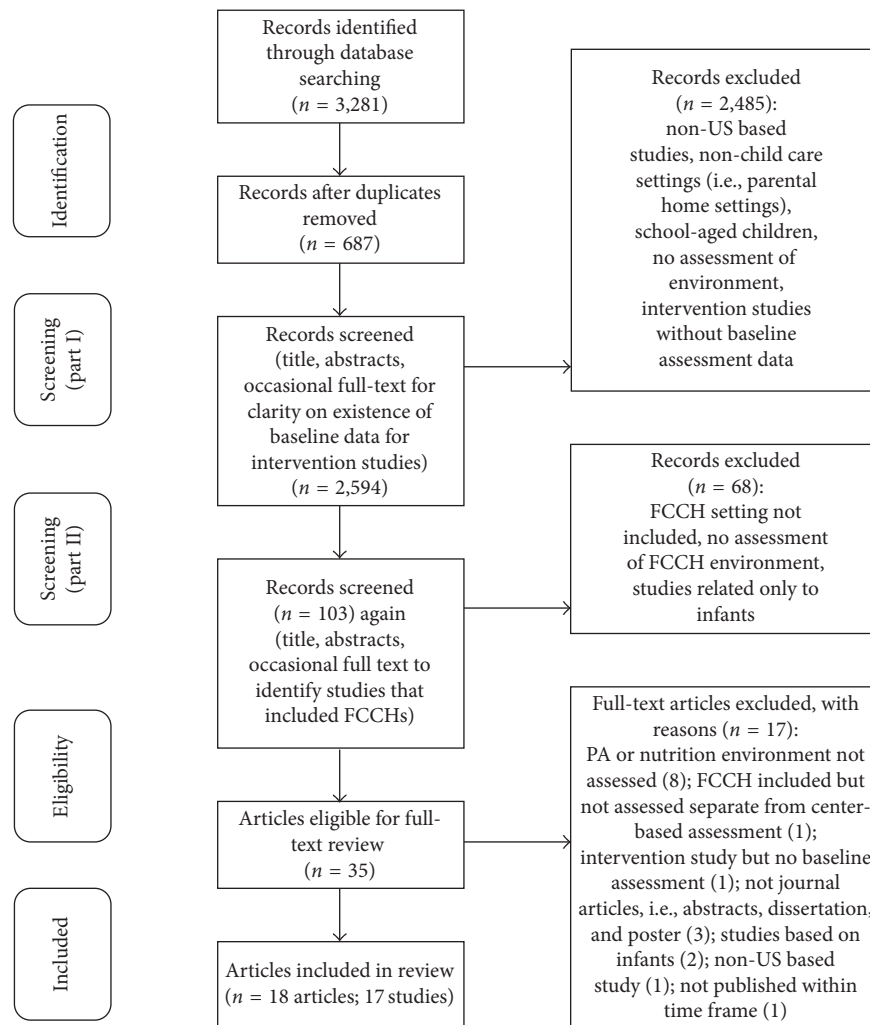 Records identified
through database
searching
(n = 3,281)
Records after duplicates
removed
(n = 687)
Records screened
(title, abstracts,
occasional full-text for
clarity on existence of
baseline data for
intervention studies)
(n = 2,594)
Records screened
(n = 103) again
(title, abstracts,
occasional full text to
identify studies that
included FCCHs)
Articles eligible for full-
text review
(n = 35)
Articles included in review
(n = 18 articles; 17 studies)
Records excluded
(n = 2,485):
non-US based
studies, non-child care
settings (i.e., parental
home settings),
school-aged children,
no assessment of
environment,
intervention studies
without baseline
assessment data
Records excluded
(n = 68):
FCCH setting not
included, no assessment
of FCCH environment,
studies related only to
infants
Full-text articles excluded, with
reasons (n = 17):
PA or nutrition environment not
assessed (8); FCCH included but
not assessed separate from center-
based assessment (1);
intervention study but no baseline
assessment (1); not journal
articles, i.e., abstracts, dissertation,
and poster (3); studies based on
infants (2); non-US based
study (1); not published within
time frame (1)
Identification
Screening
(part I)
Screening
(part II)
Eligibility
Included